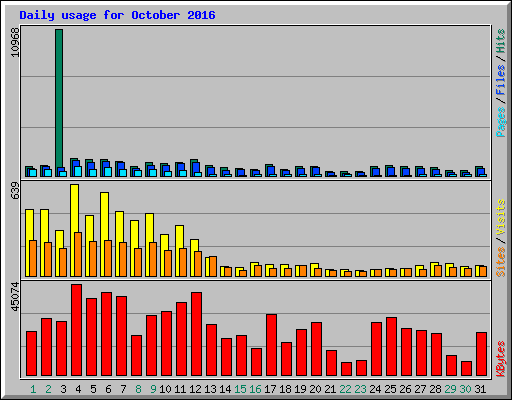 Daily usage for October 2016
10968
639
45074
Pages / Files / Hits
Sites / Visits
KBytes
1 2 3 4 5 6 7 8 9 10 11 12 13 14 15 16 17 18 19 20 21 22 23 24 25 26 27 28 29 30 31